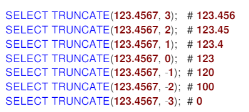 SELECT TRUNCATE(123.4567, 3); # 123.456
SELECT TRUNCATE(123.4567, 2); # 123.45
SELECT TRUNCATE(123.4567, 1); # 123.4
SELECT TRUNCATE(123.4567, 0); # 123
SELECT TRUNCATE(123.4567, -1); # 120
SELECT TRUNCATE(123.4567, -2); # 100
SELECT TRUNCATE(123.4567, -3); # 0